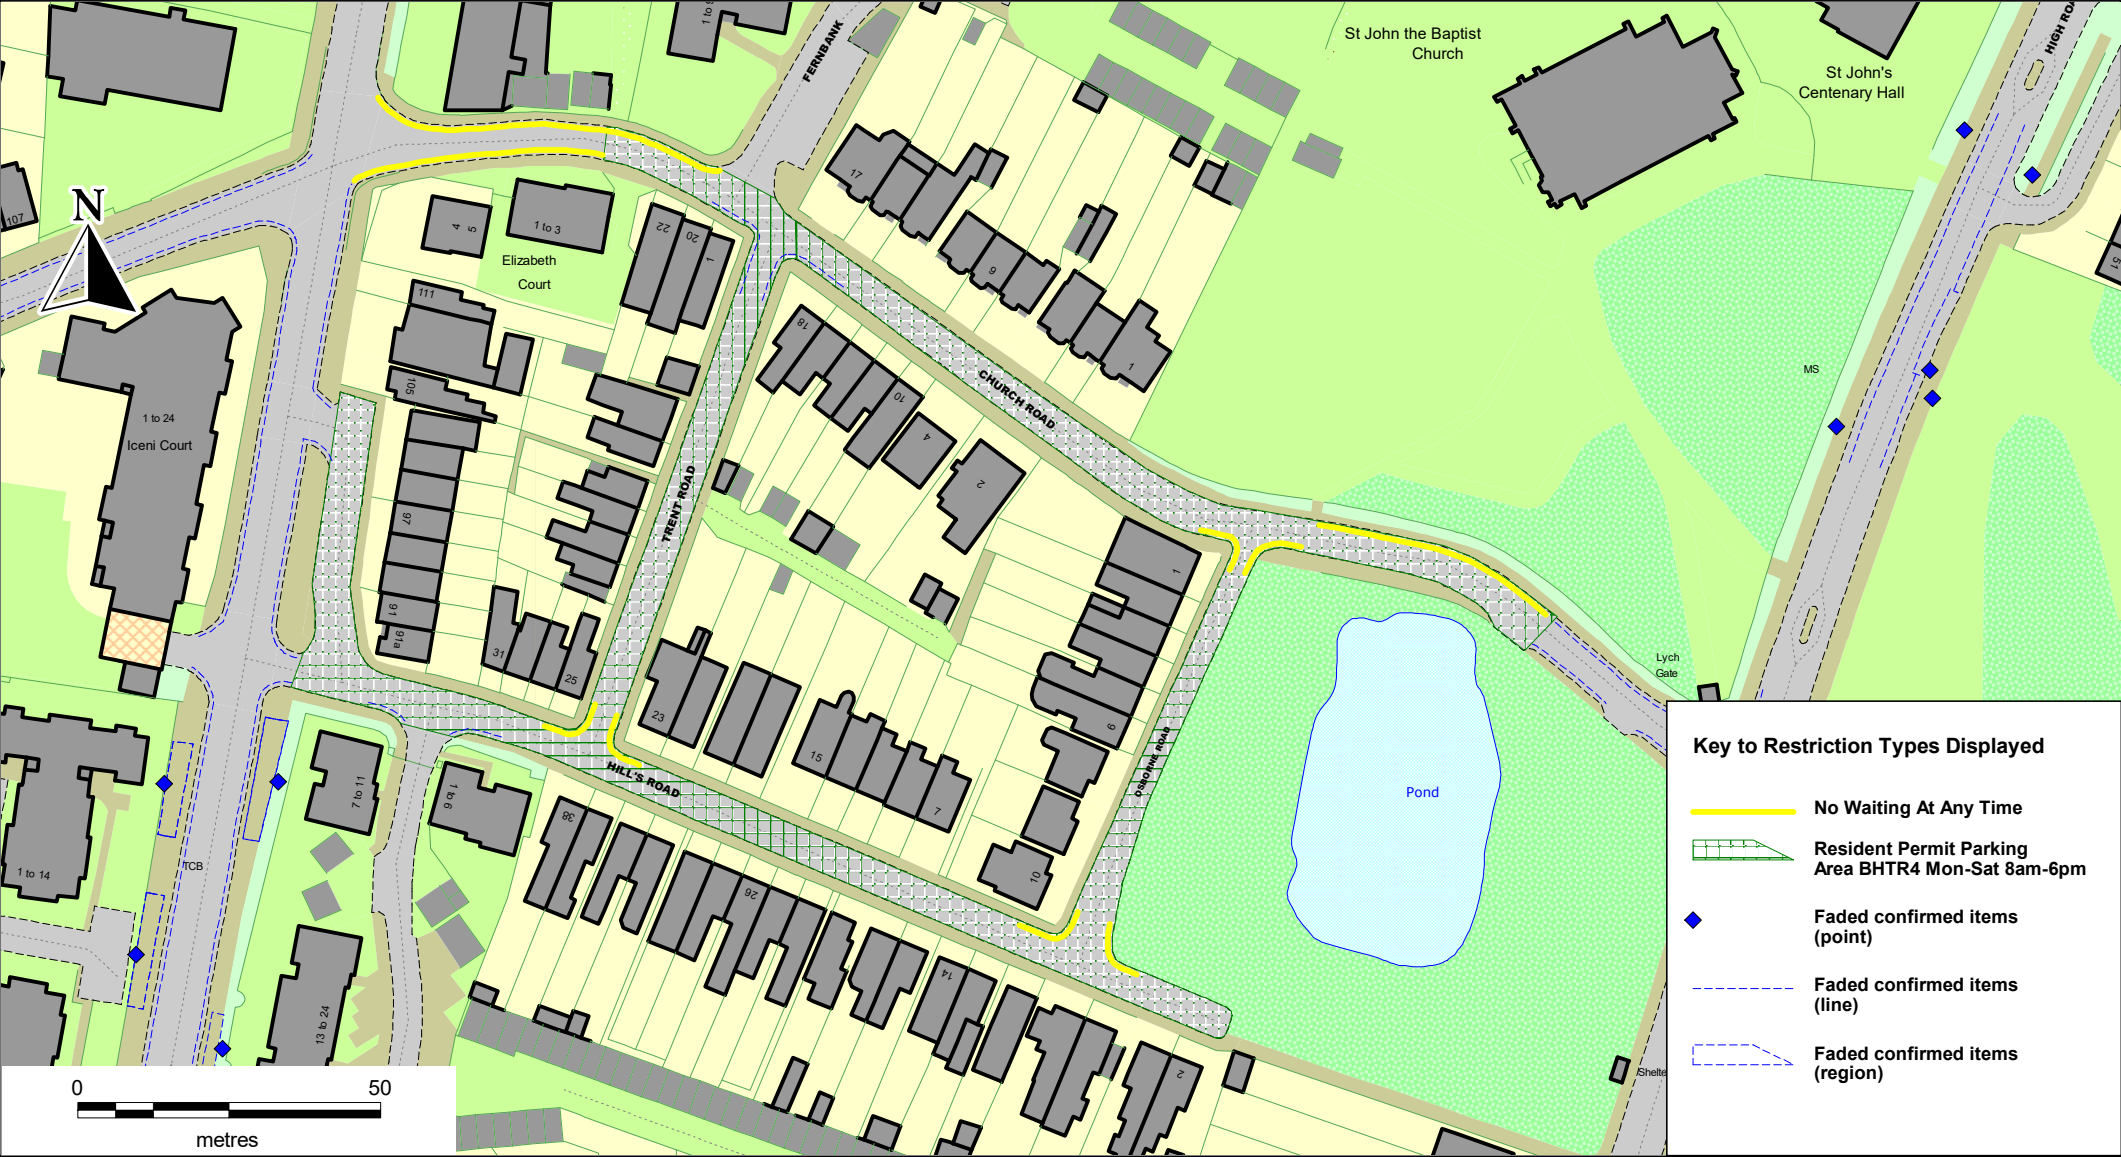 1 to
FERNBANK
St John the Baptist
Church
St John's
Centenary Hall
HIGH ROA
17
107
N
4
5
1 to 3
22
20
1
Elizabeth
Court
9
1
51
111
18
105
10
4
CHURCH ROAD
MS
1 to 24
Iceni Court
2
97
TRENT ROAD
1
91
91a
31
25
23
15
7
9
OSBORNE ROAD
Lych
Gate
HILL'S ROAD
Pond
7 to 11
1 to 6
38
10
TCB
1 to 14
26
14
13 to 24
2
Shelte
0
50
metres
Key to Restriction Types Displayed
No Waiting At Any Time
Resident Permit Parking
Area BHTR4 Mon-Sat 8am-6pm
Faded confirmed items
(point)
Faded confirmed items
(line)
Faded confirmed items
(region)